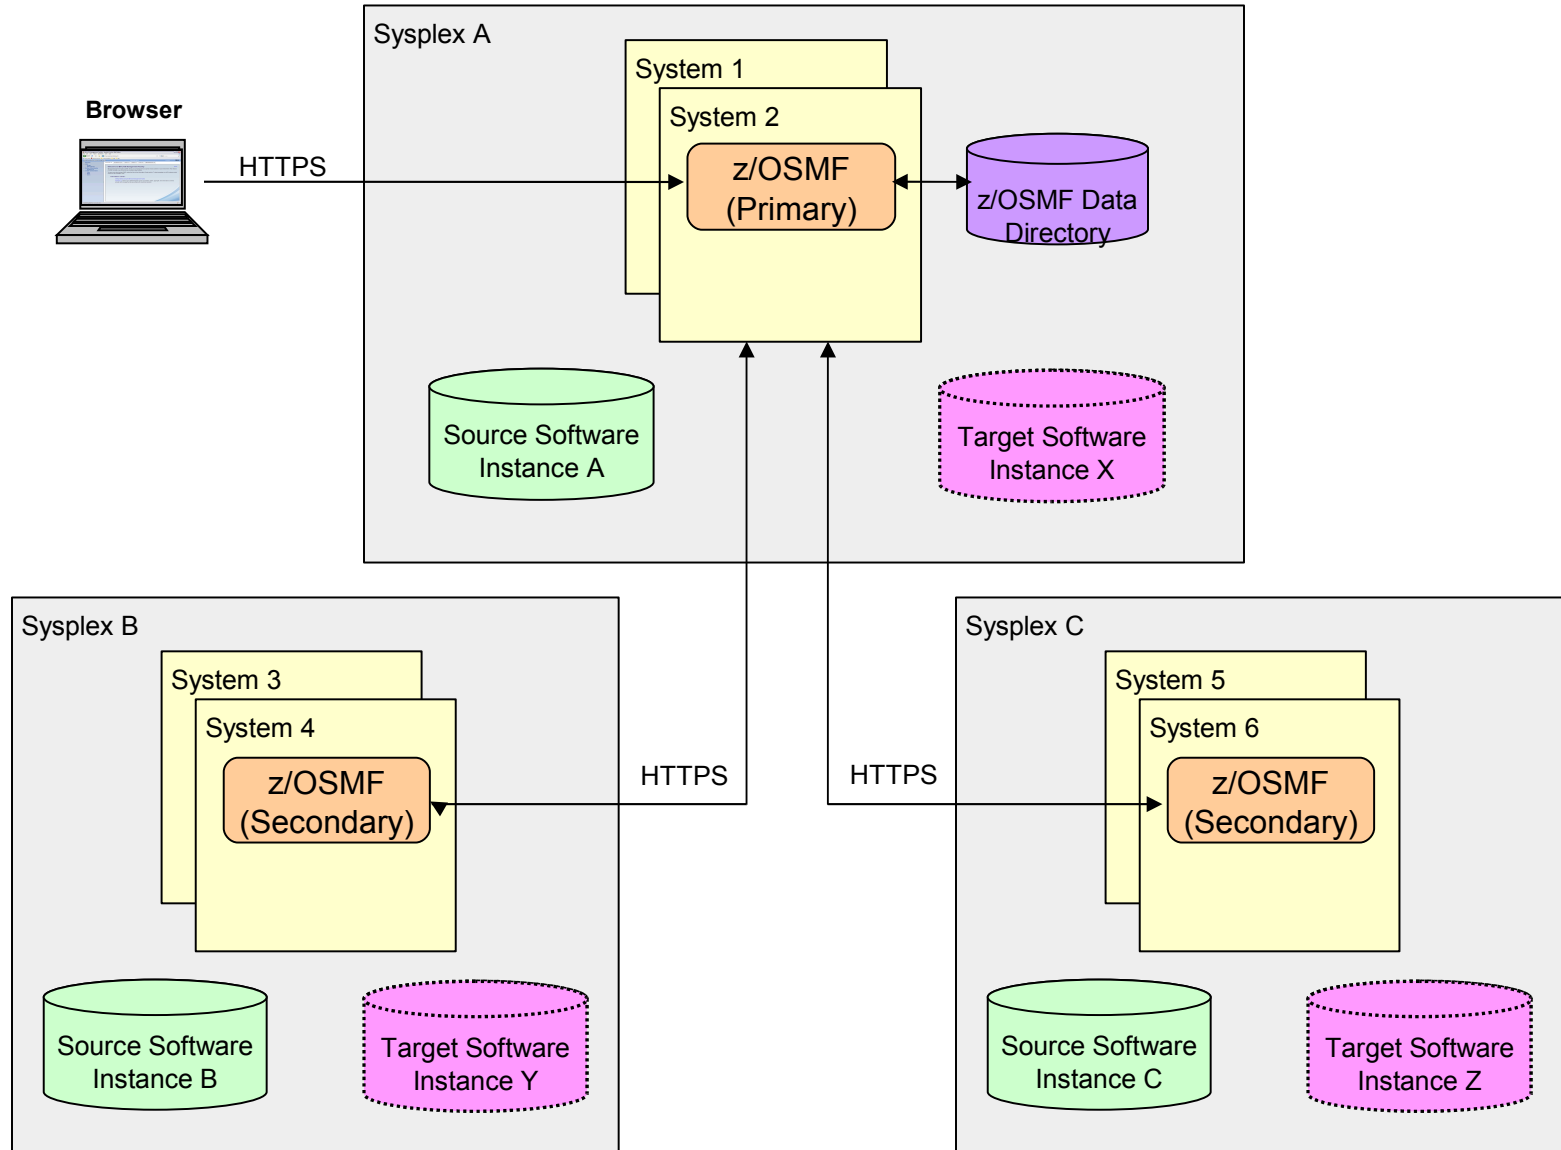 Sysplex A
System 1
Browser
System 2
HTTPS
z/OSMF
(Primary)
z/OSMF Data
Directory
Source Software
Instance A
Target Software
Instance X
Sysplex B
System 3
System 4
z/OSMF
(Secondary)
HTTPS
Source Software
Instance B
Target Software
Instance Y
Sysplex C
System 5
System 6
HTTPS
z/OSMF
(Secondary)
Source Software
Instance C
Target Software
Instance Z